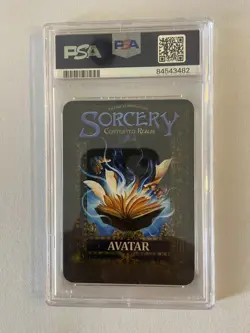 PSA
PSA
84543482
SORCERY
CONTESTED REALM
AVATAR